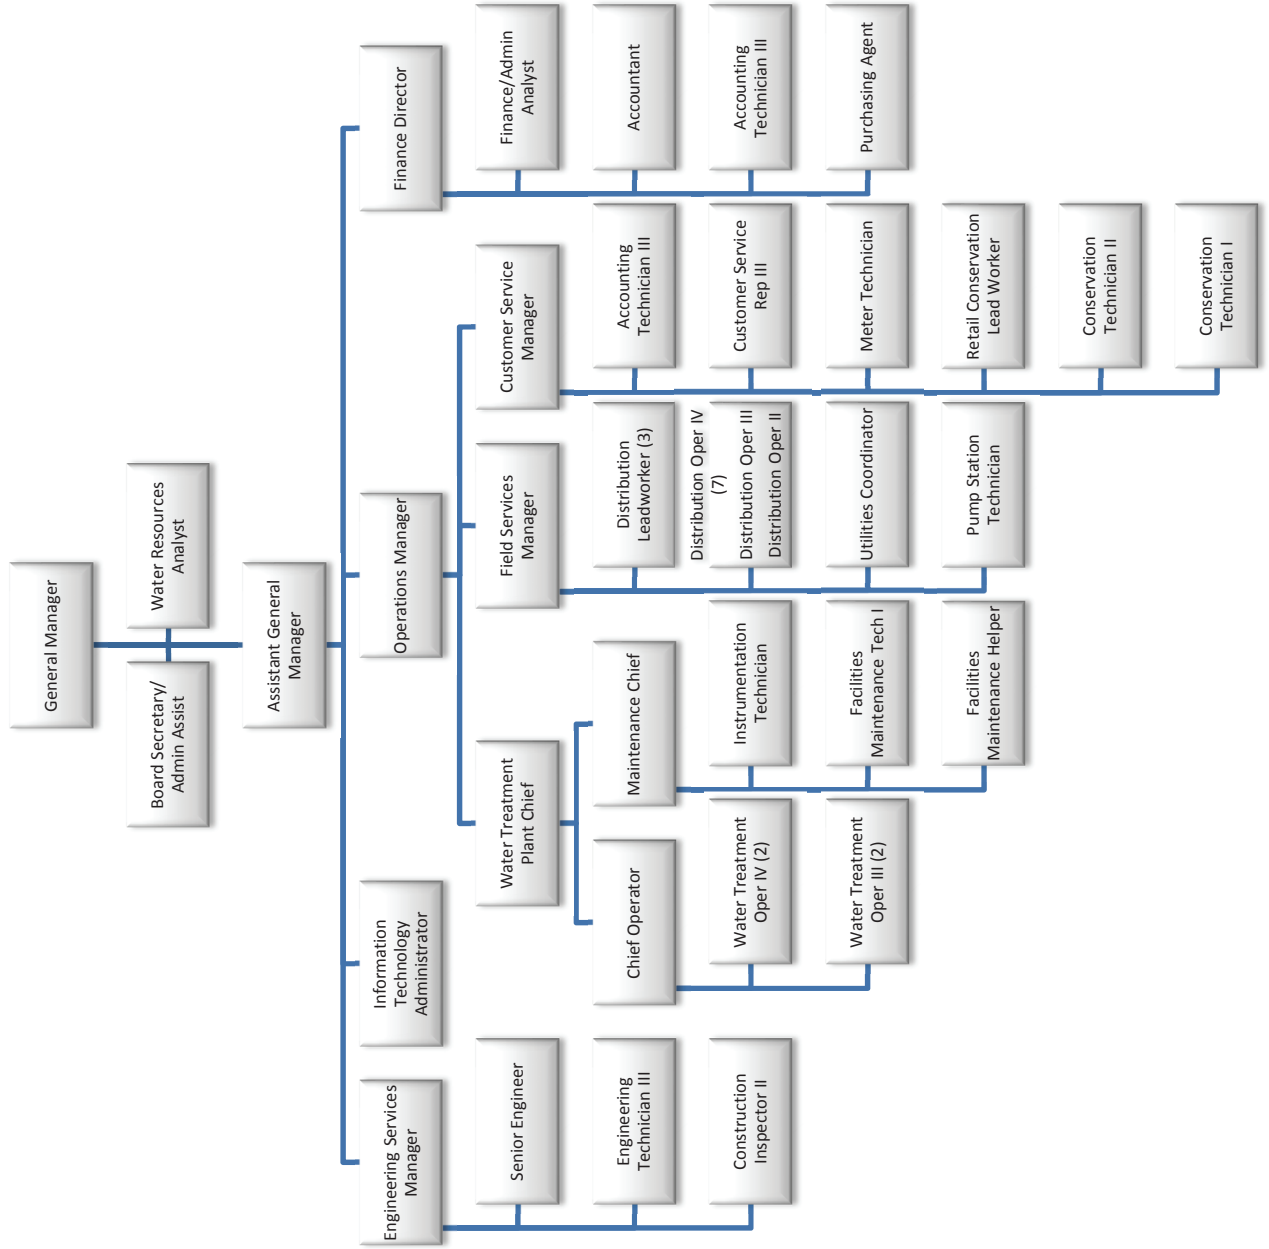 General Manager
Board Secretary/
Admin Assist
Water Resources
Analyst
Assistant General
Manager
Engineering Services
Manager
Senior Engineer
Engineering
Technician III
Construction
Inspector II
Information
Technology
Administrator
Operations Manager
Water Treatment
Plant Chief
Chief Operator
Water Treatment
Oper IV (2)
Water Treatment
Oper III (2)
Maintenance Chief
Instrumentation
Technician
Facilities
Maintenance Tech I
Facilities
Maintenance Helper
Field Services
Manager
Distribution
Leadworker (3)
Distribution Oper IV
(7)
Distribution Oper III
Distribution Oper II
Utilities Coordinator
Pump Station
Technician
Customer Service
Manager
Accounting
Technician III
Customer Service
Rep III
Meter Technician
Retail Conservation
Lead Worker
Conservation
Technician II
Conservation
Technician I
Finance Director
Finance/Admin
Analyst
Accountant
Accounting
Technician III
Purchasing Agent